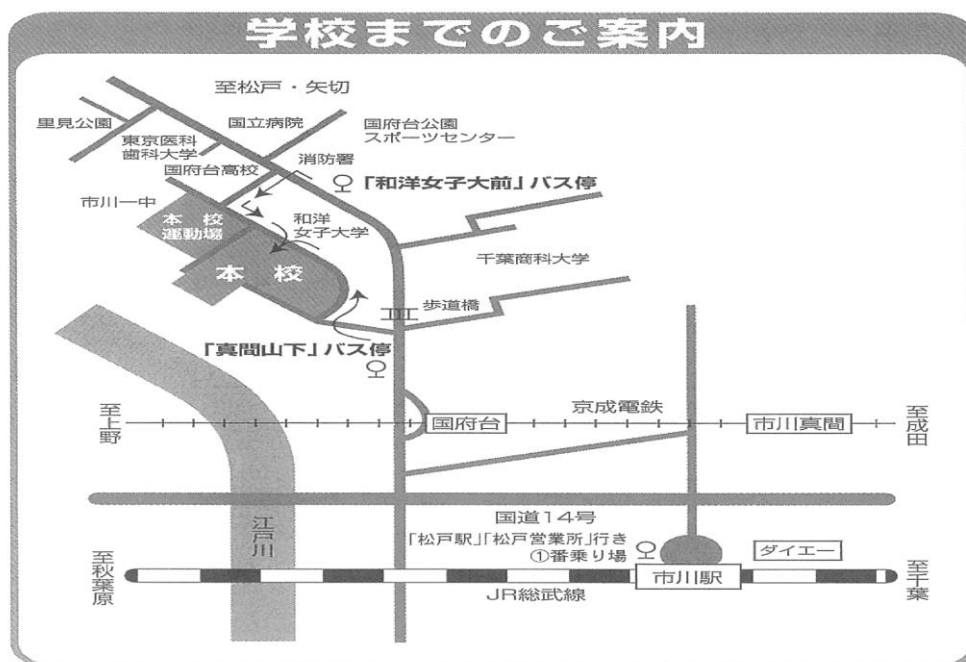 学校までのご案内
至松戸・矢切
里見公園
国立病院
国府台公園
スポーツセンター
東京医科
歯科大学
消防署
国府台高校
「和洋女子大前」バス停
市川一中
本校
運動場
和洋
女子大学
本校
千葉商科大学
歩道橋
「真間山下」バス停
至上野
国府台
京成電鉄
市川真間
至成田
国道14号
江戸川
「松戸駅」「松戸営業所」行き
①番乗り場
ダイエー
至秋葉原
市川駅
至千葉
JR総武線